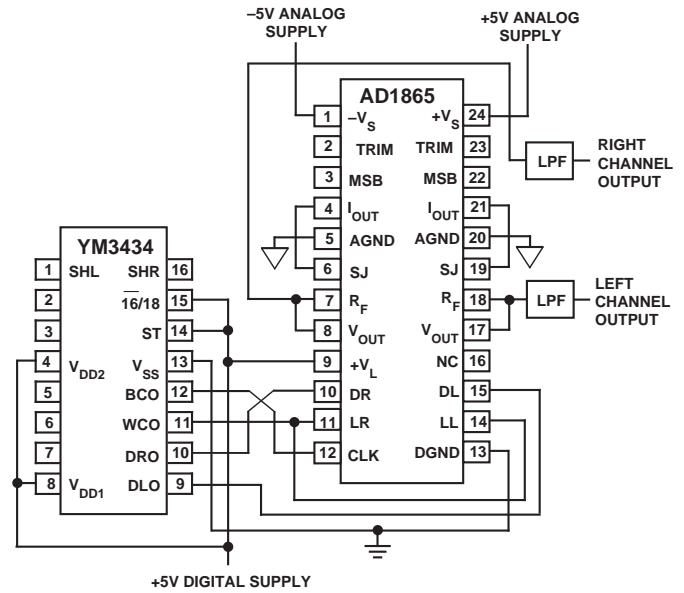 –5V ANALOG
SUPPLY
+5V ANALOG
SUPPLY
AD1865
1 –VS
+VS 24
2 TRIM
TRIM 23
3 MSB
MSB 22
4 IOUT
IOUT 21
5 AGND
AGND 20
6 SJ
SJ 19
7 RF
RF 18
8 VOUT
VOUT 17
9 +VL
NC 16
10 DR
DL 15
11 LR
LL 14
12 CLK
DGND 13
LPF
RIGHT
CHANNEL
OUTPUT
LPF
LEFT
CHANNEL
OUTPUT
YM3434
1 SHL
SHR 16
2
16/18 15
3
ST 14
4 VDD2
VSS 13
5
BCO 12
6
WCO 11
7
DRO 10
8 VDD1
DLO 9
+5V DIGITAL SUPPLY